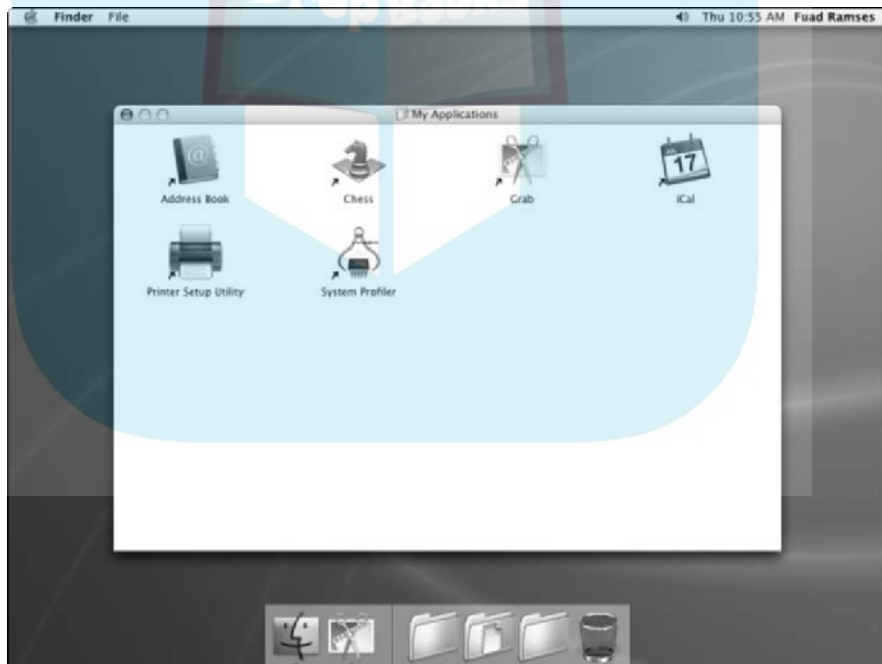 Finder File Thu 10:55 AM Fuad Ramses
My Applications
Address Book Chess Grab iCal
17
Printer Setup Utility System Profiler